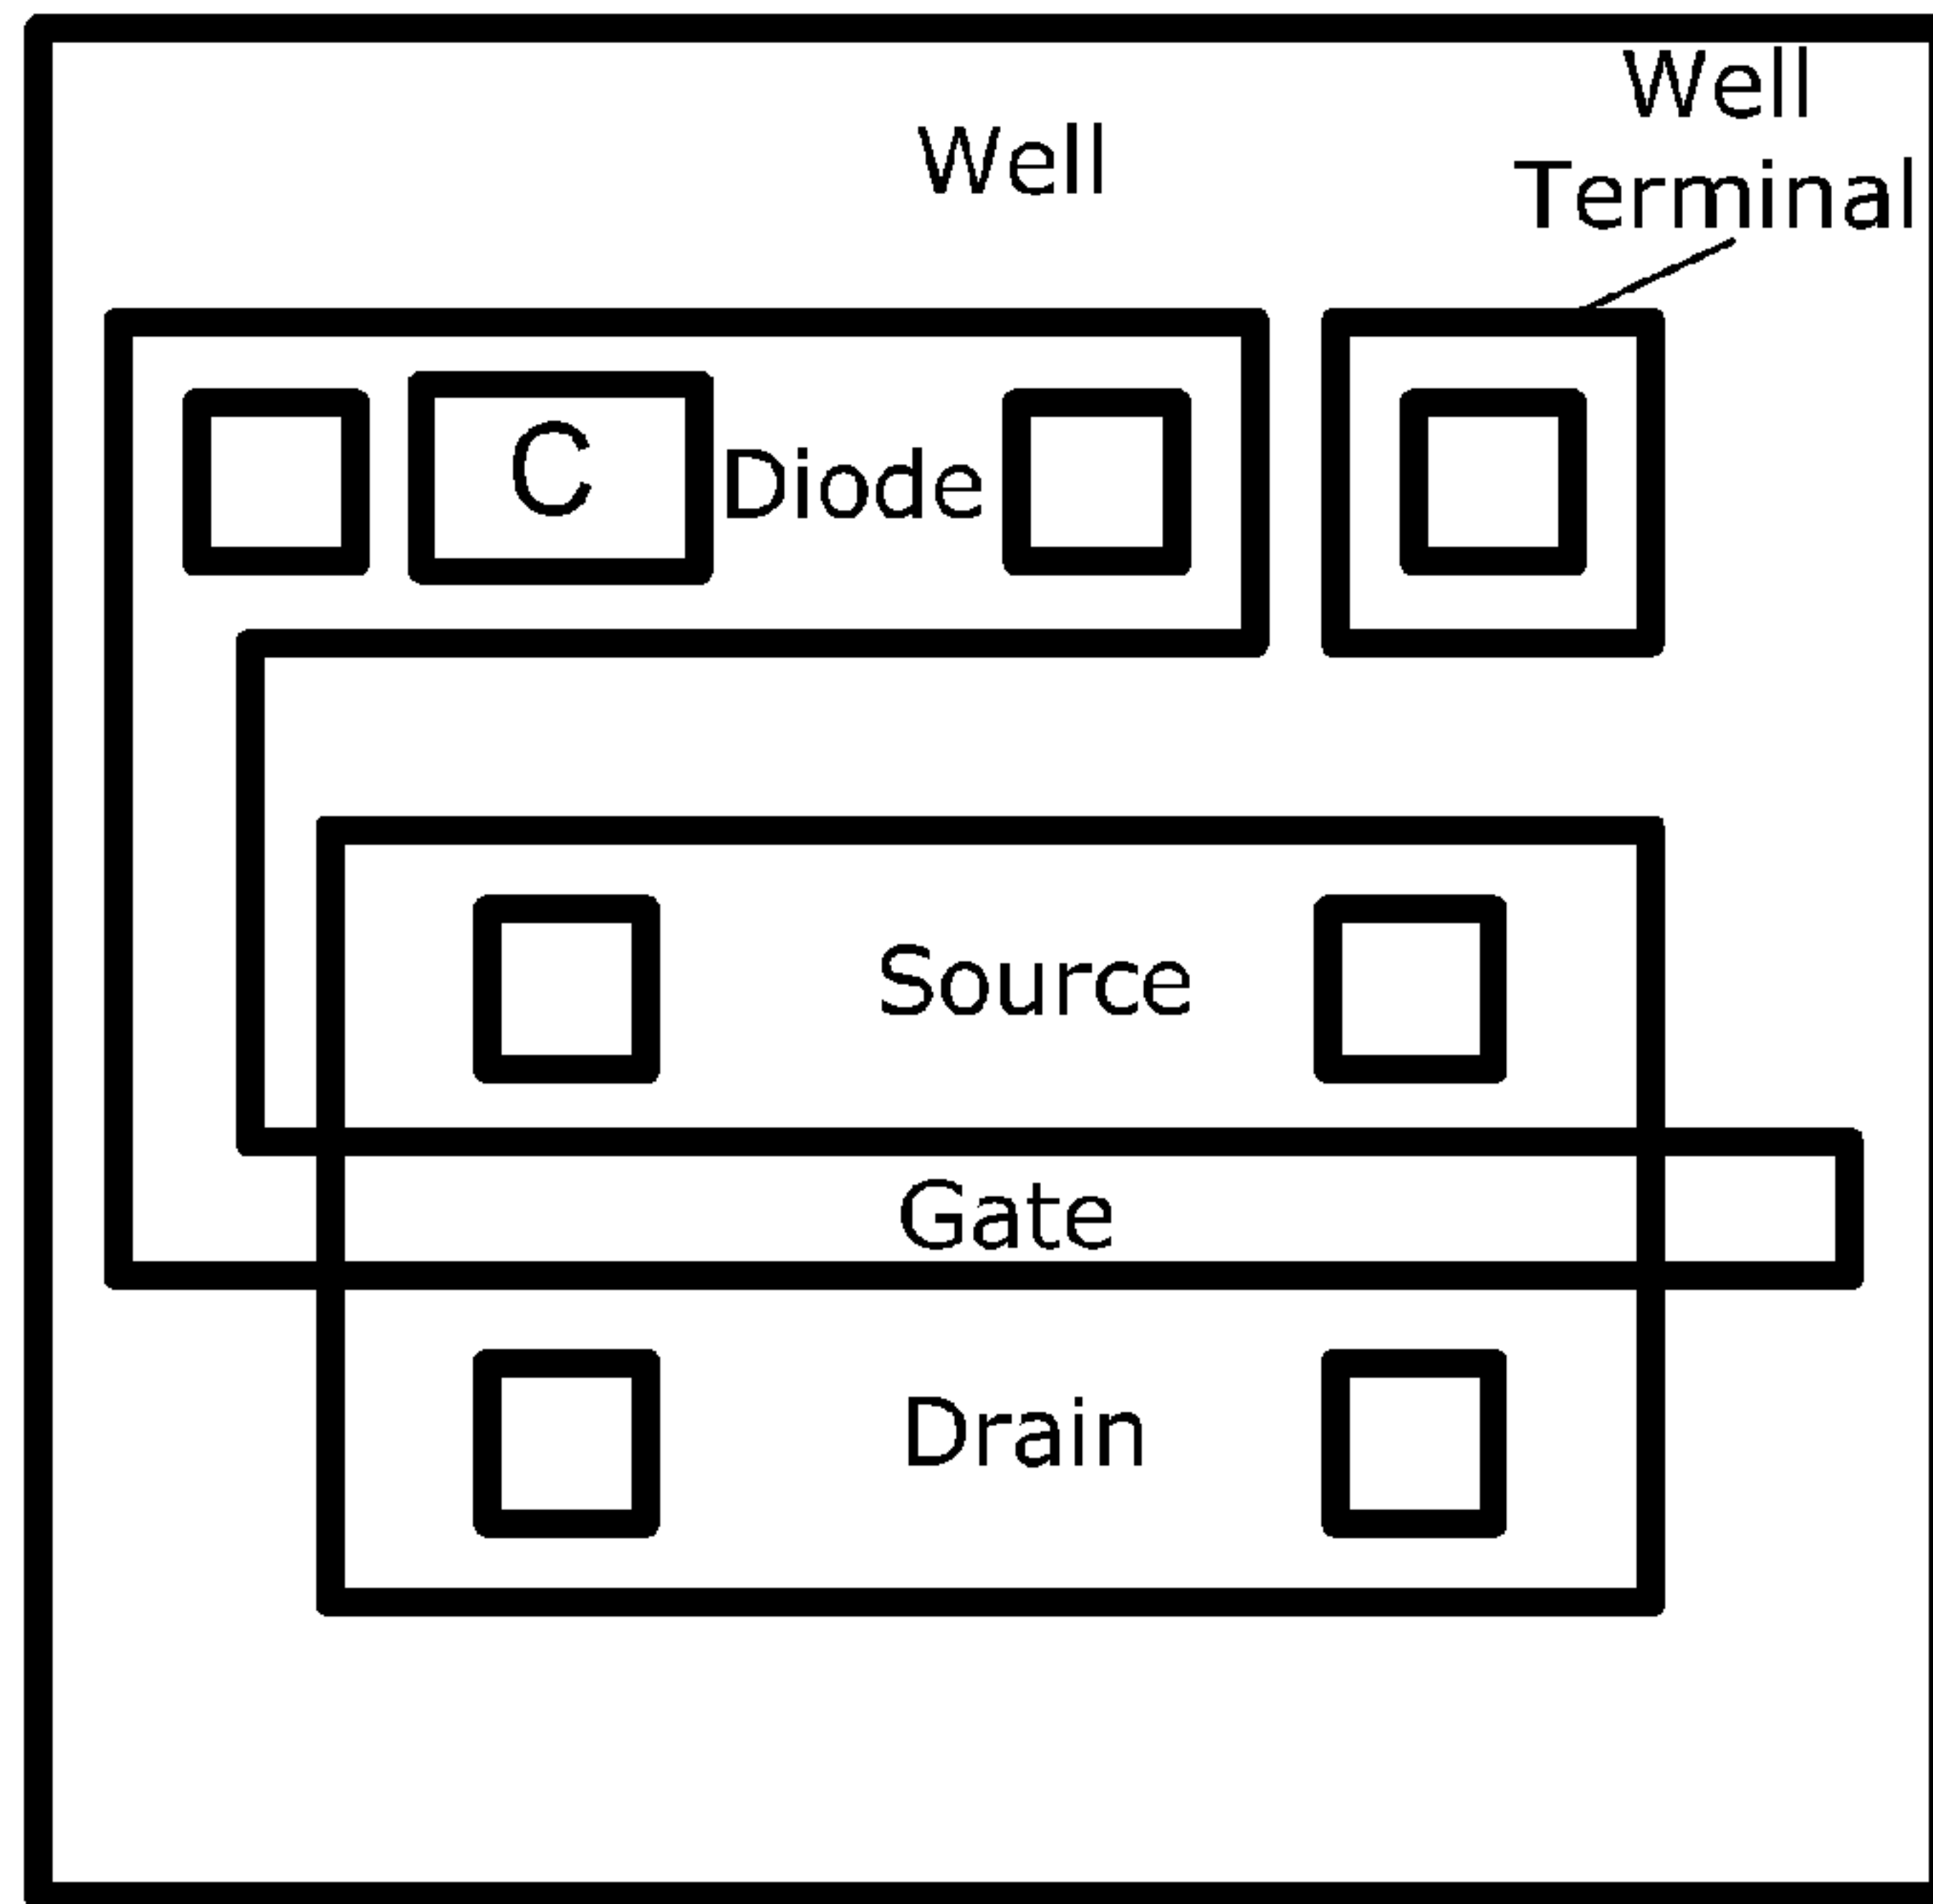 Well
Well
Terminal
C
Diode
Source
Gate
Drain